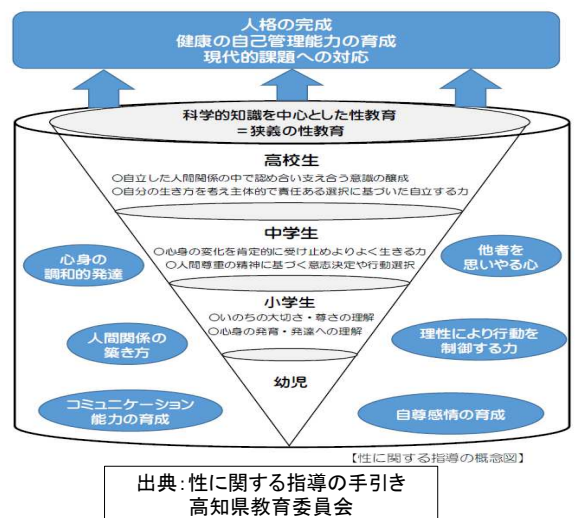 人格の完成
健康の自己管理能力の育成
現代的課題への対応
科学的知識を中心とした性教育
＝狭義の性教育
高校生
○自立した人間関係の中で認め合い支え合う意識の醸成
○自分の生き方を考え主体的で責任ある選択に基づいた自立する力
中学生
○心身の変化を肯定的に受け止めよりよく生きる力
○人間尊重の精神に基づく意志決定や行動選択
小学生
○いのちの大切さ・尊さの理解
○心身の発育・発達への理解
幼児
心身の
調和的発達
人間関係の
築き方
コミュニケーション
能力の育成
他者を
思いやる心
理性により行動を
制御する力
自尊感情の育成
【性に関する指導の概念図】
出典：性に関する指導の手引き
高知県教育委員会